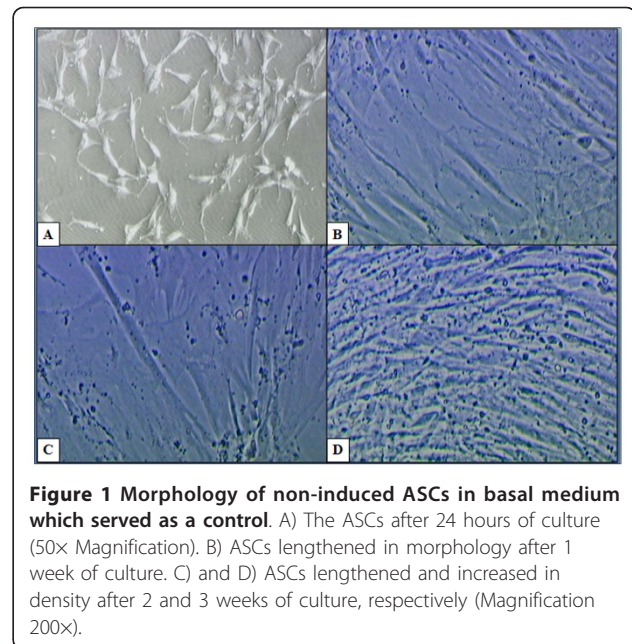 A
B
C
D
Figure 1 Morphology of non-induced ASCs in basal medium
which served as a control. A) The ASCs after 24 hours of culture
(50× Magnification). B) ASCs lengthened in morphology after 1
week of culture. C) and D) ASCs lengthened and increased in
density after 2 and 3 weeks of culture, respectively (Magnification
200×).